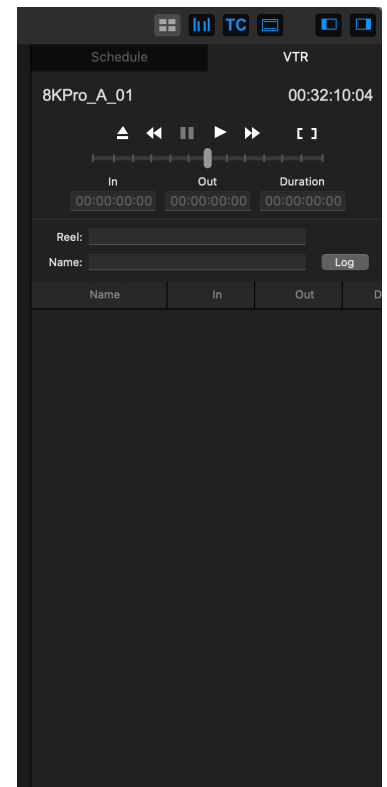 TC
Schedule VTR
8KPro_A_01 00:32:10:04
In Out Duration
00:00:00:00 00:00:00:00 00:00:00:00
Reel:
Name: Log
Name In Out D